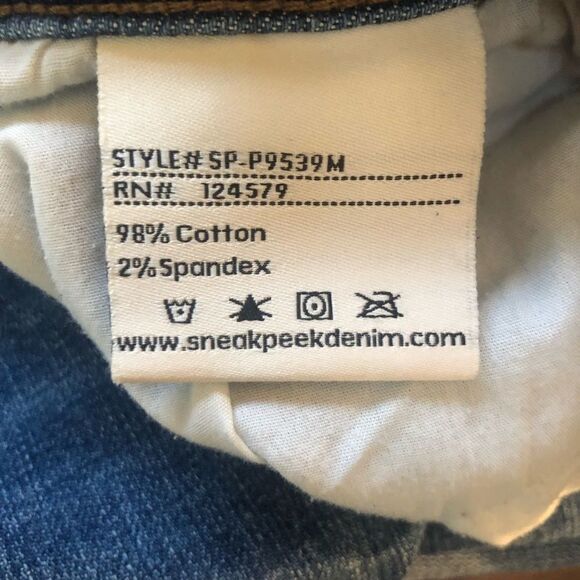 STYLE# SP-P9539M
RN# 124579
98% Cotton
2% Spandex
www.sneakpeekdenim.com